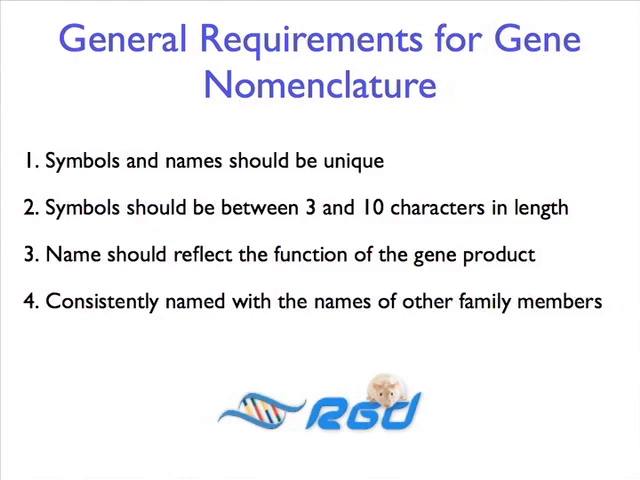 General Requirements for Gene
Nomenclature
1. Symbols and names should be unique
2. Symbols should be between 3 and 10 characters in length
3. Name should reflect the function of the gene product
4. Consistently named with the names of other family members
RGD